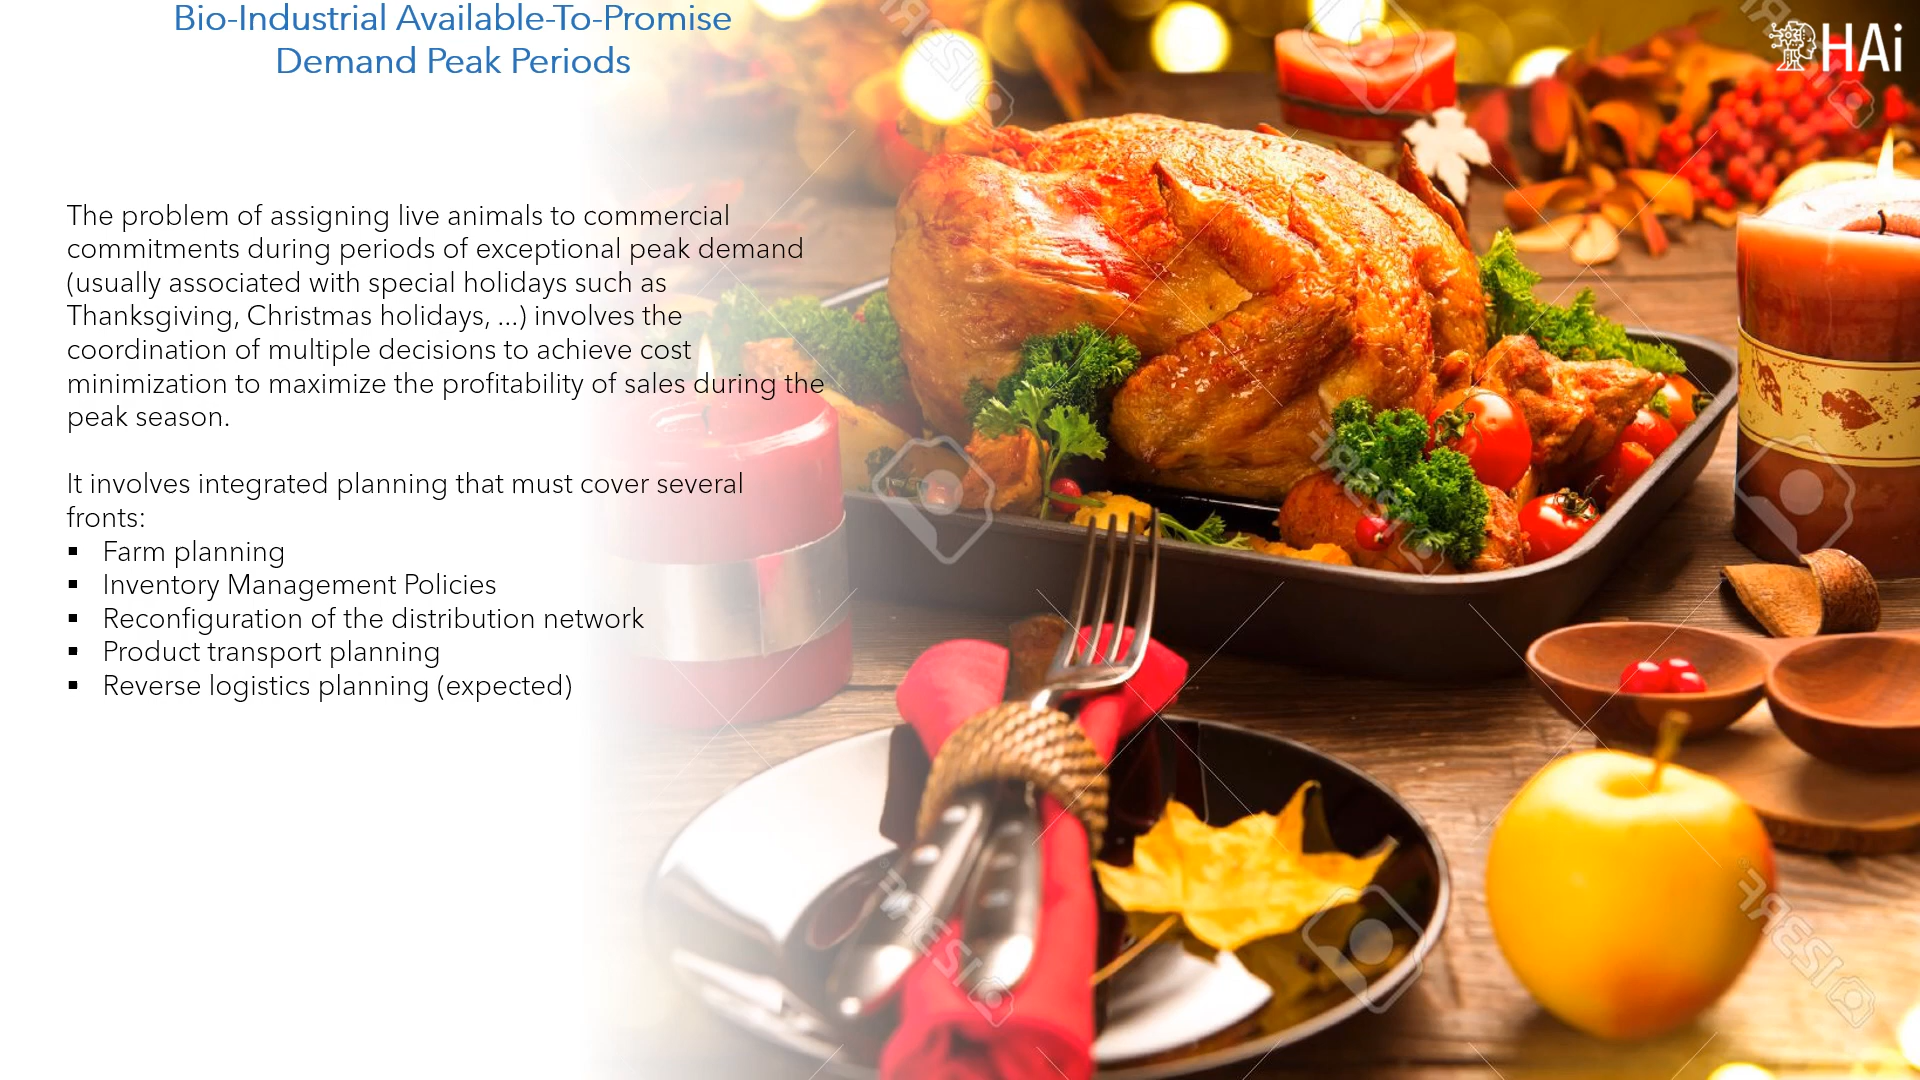 Bio-Industrial Available-To-Promise
Demand Peak Periods
HAi
The problem of assigning live animals to commercial
commitments during periods of exceptional peak demand
(usually associated with special holidays such as
Thanksgiving, Christmas holidays, ...) involves the
coordination of multiple decisions to achieve cost
minimization to maximize the profitability of sales during the
peak season.
It involves integrated planning that must cover several
fronts:
▪ Farm planning
▪ Inventory Management Policies
▪ Reconfiguration of the distribution network
▪ Product transport planning
▪ Reverse logistics planning (expected)